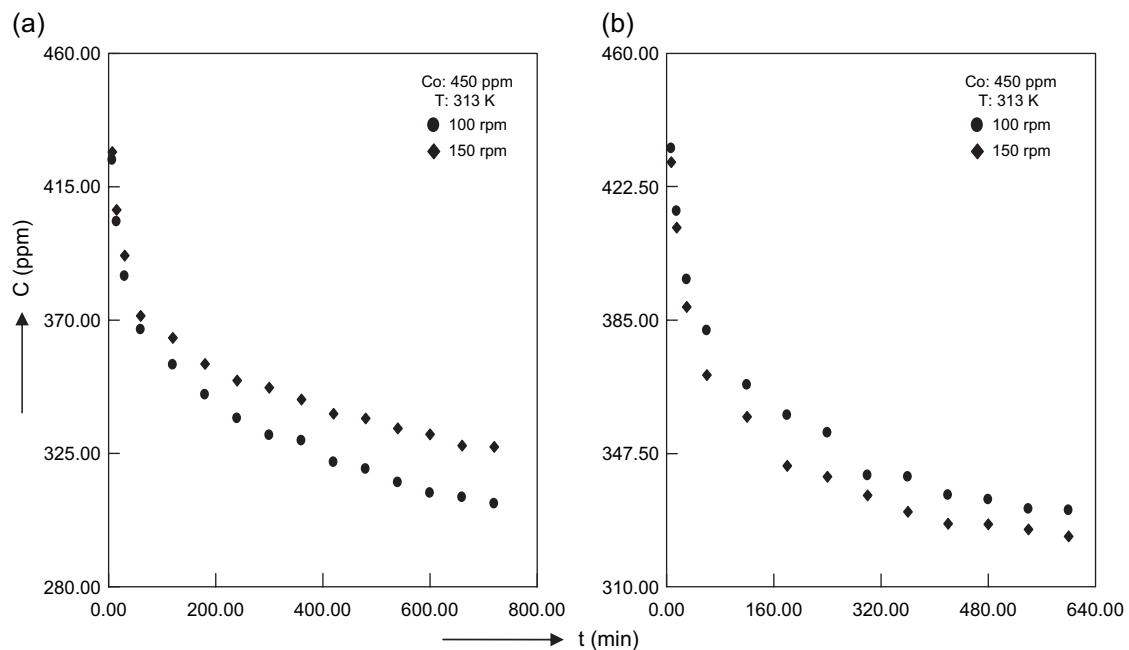 (a)
460.00
415.00
370.00
325.00
280.00
0.00 200.00 400.00 600.00 800.00
Co: 450 ppm
T: 313 K
100 rpm
150 rpm
C (ppm)
(b)
460.00
422.50
385.00
347.50
310.00
0.00 160.00 320.00 480.00 640.00
Co: 450 ppm
T: 313 K
100 rpm
150 rpm
t (min)